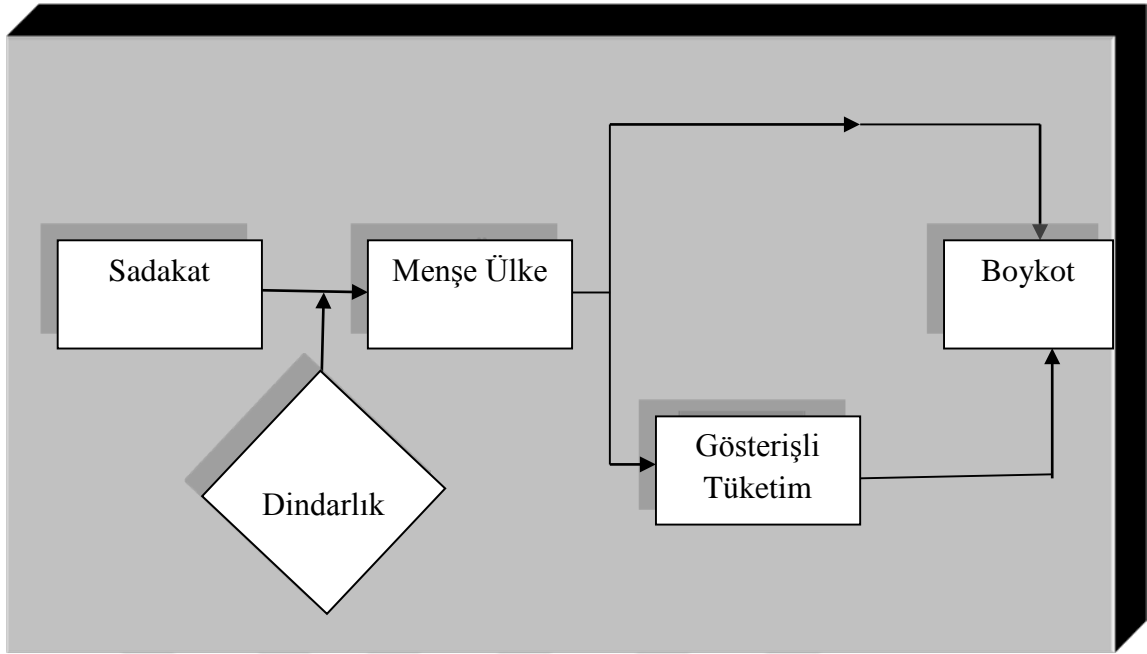 Sadakat
Menşe Ülke
Boykot
Gösterişli
Tüketim
Dindarlık